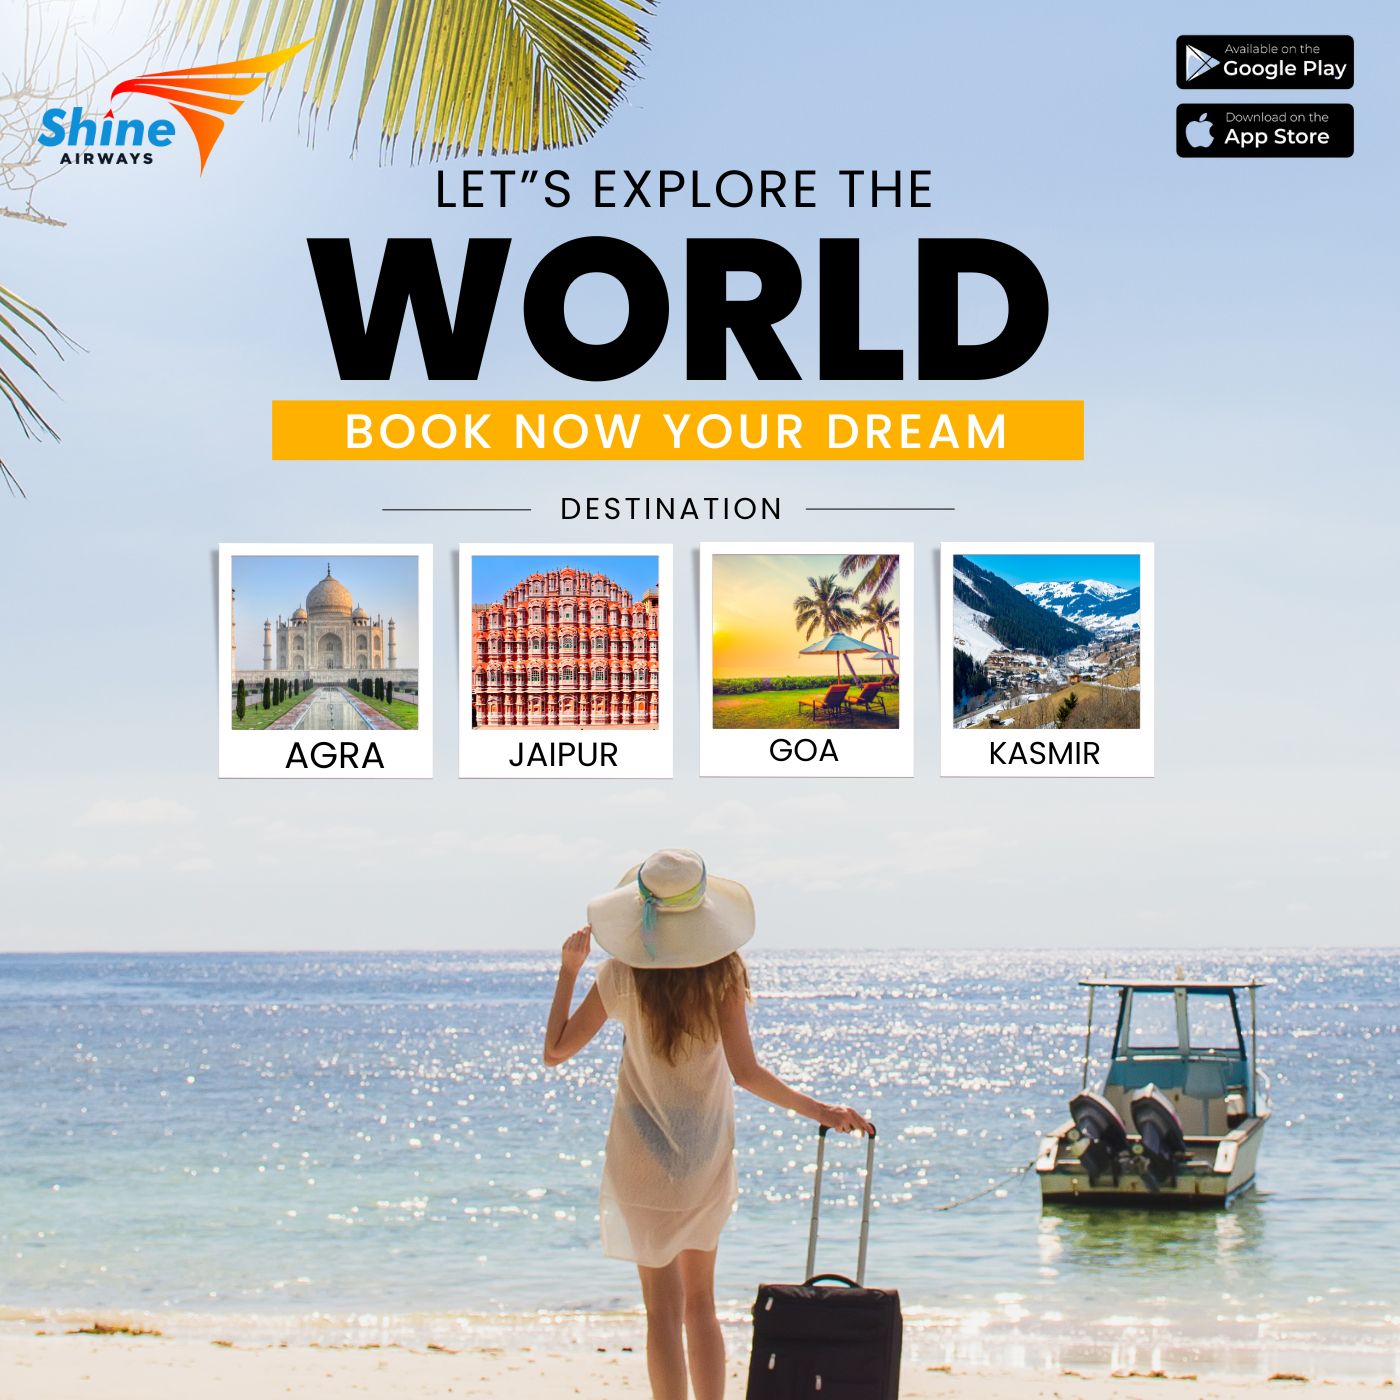 Shine
AIRWAYS
Available on the
Google Play
Download on the
App Store
LET”S EXPLORE THE
WORLD
BOOK NOW YOUR DREAM
DESTINATION
AGRA
JAIPUR
GOA
KASMIR